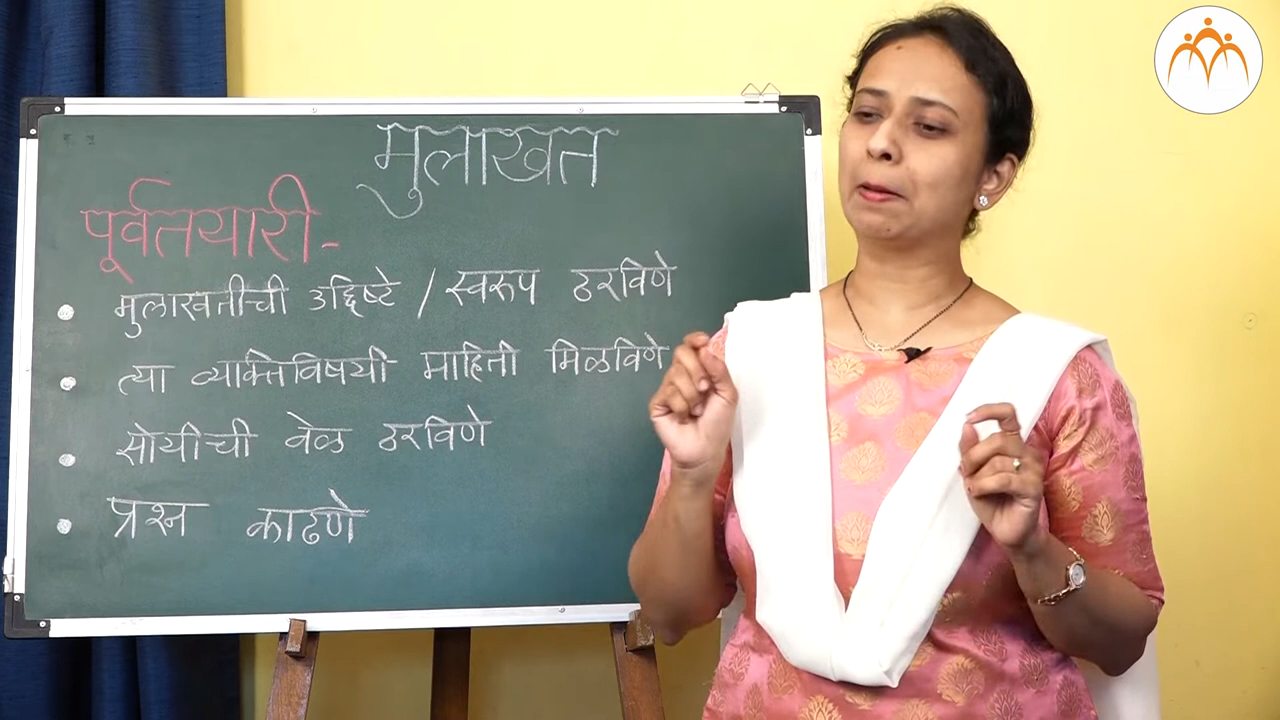 मुलाखत
पूर्वतयारी-
• मुलाखतीची उद्दिष्टे / स्वरूप ठरविणे
• त्या व्यक्तिविषयी माहिती मिळविणे
• सोयीची वेळ ठरविणे
• प्रश्न काढणे